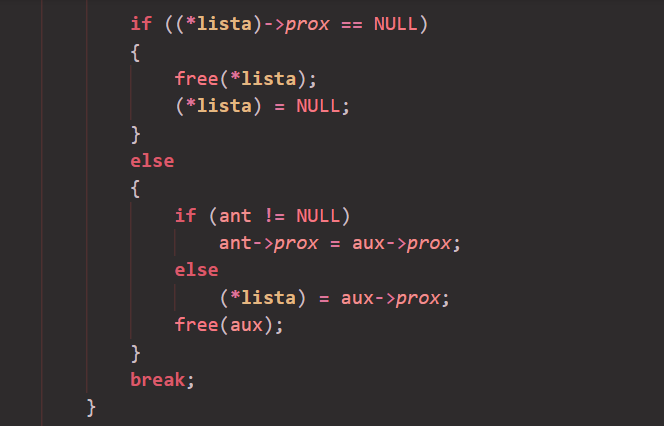 if ((*lista)->prox == NULL)
{
free(*lista);
(*lista) = NULL;
}
else
{
if (ant != NULL)
ant->prox = aux->prox;
else
(*lista) = aux->prox;
free(aux);
}
break;
}